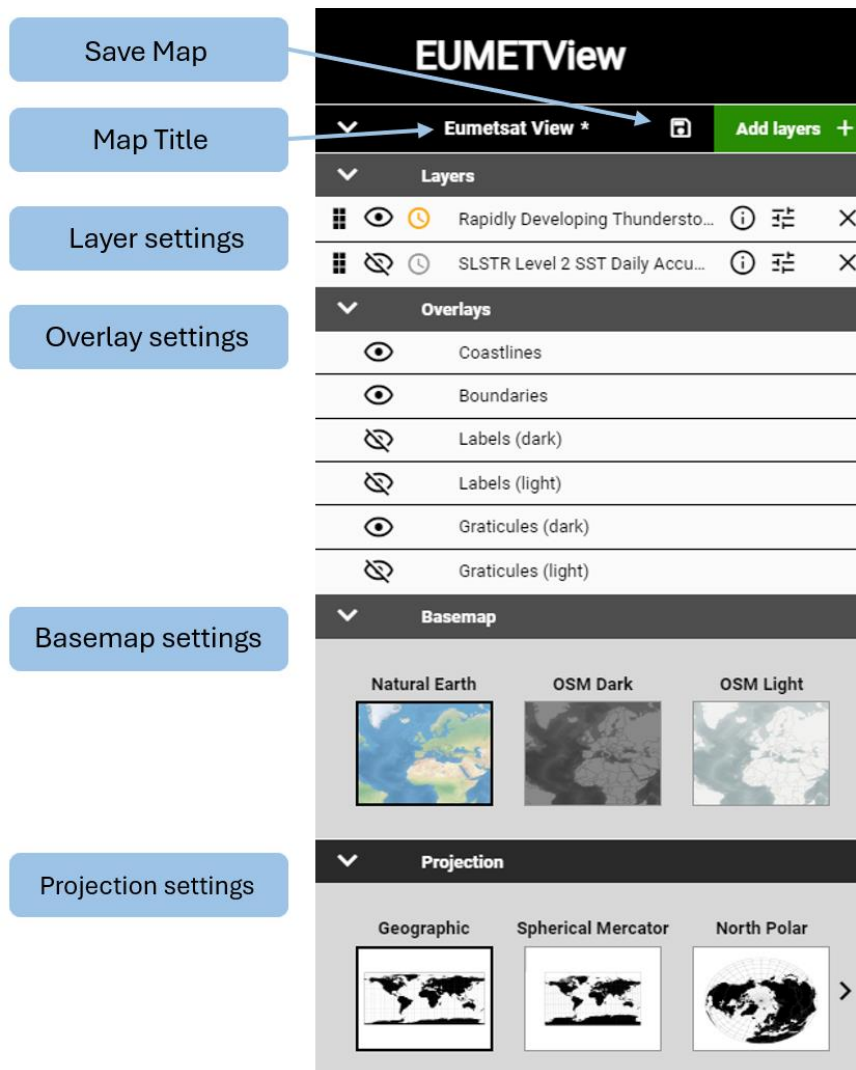 Save Map
EUMETView
Map Title
Eumetsat View *
Add layers +
Layers
Layer settings
Rapidly Developing Thundersto...
SLSTR Level 2 SST Daily Accu...
Overlay settings
Overlays
Coastlines
Boundaries
Labels (dark)
Labels (light)
Graticules (dark)
Graticules (light)
Basemap settings
Basemap
Natural Earth OSM Dark OSM Light
Projection settings
Projection
Geographic Spherical Mercator North Polar